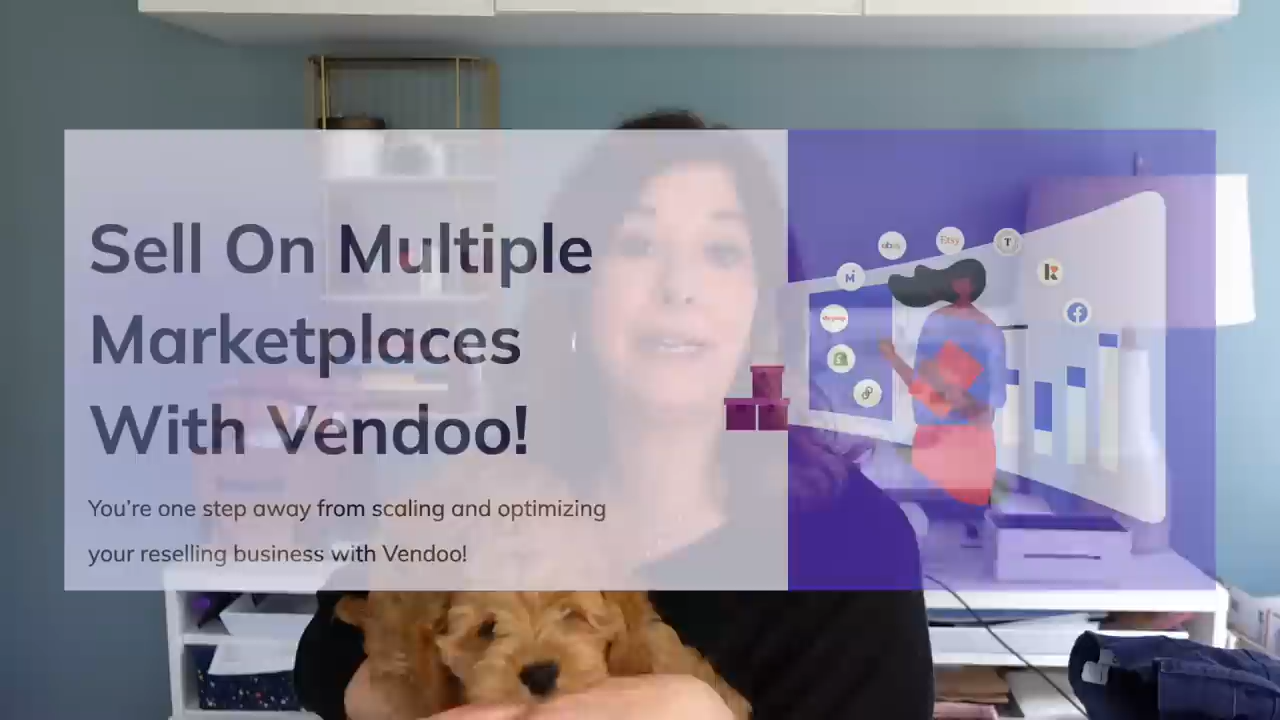 Sell On Multiple
Marketplaces
With Vendoo!
You're one step away from scaling and optimizing
your reselling business with Vendoo!
ebay
Etsy
T
M